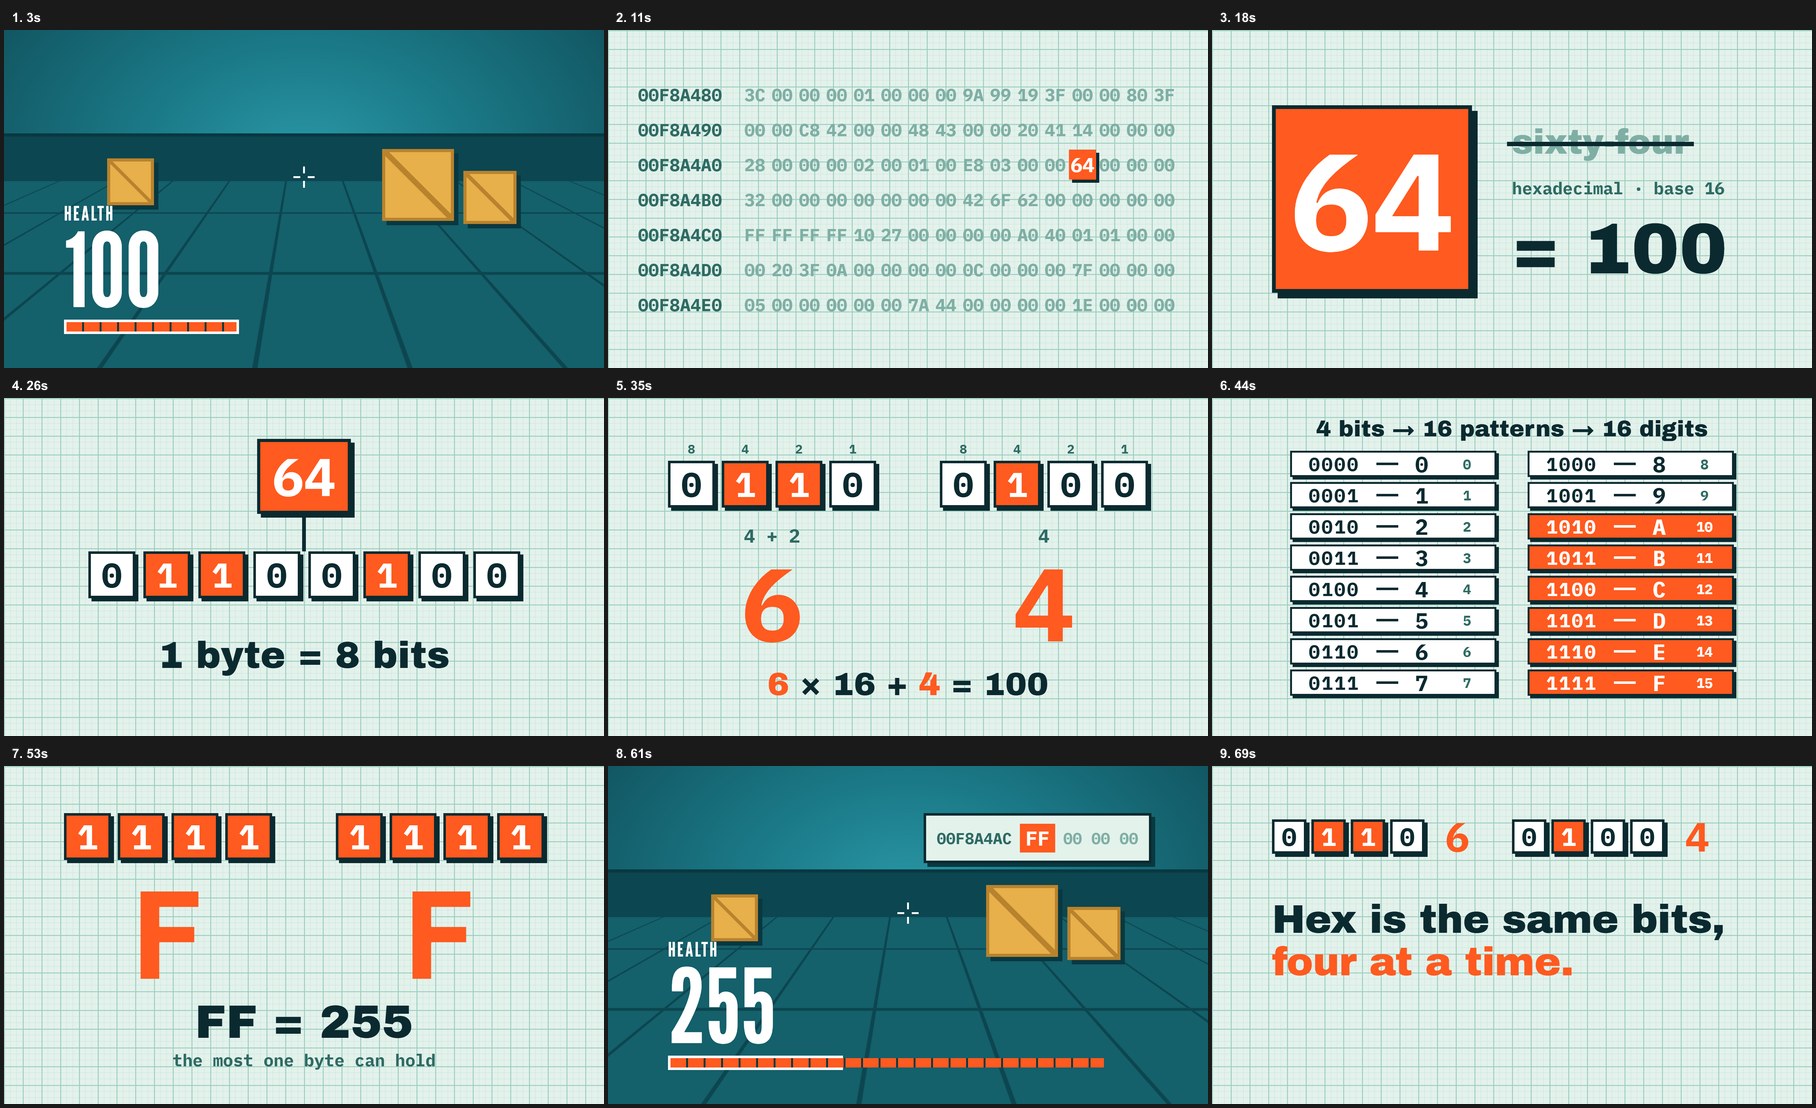 1. 3s
HEALTH
100
2. 11s
00F8A480 3C 00 00 00 01 00 00 00 9A 99 19 3F 00 00 80 3F
00F8A490 00 00 C8 42 00 00 48 43 00 00 20 41 14 00 00 00
00F8A4A0 28 00 00 00 02 00 01 00 E8 03 00 00 64 00 00 00
00F8A4B0 32 00 00 00 00 00 00 00 42 6F 62 00 00 00 00 00
00F8A4C0 FF FF FF FF 10 27 00 00 00 00 A0 40 01 01 00 00
00F8A4D0 00 20 3F 0A 00 00 00 00 0C 00 00 00 7F 00 00 00
00F8A4E0 05 00 00 00 00 00 7A 44 00 00 00 00 1E 00 00 00
3. 18s
64
sixty-four
hexadecimal · base 16
= 100
4. 26s
64
0 1 1 0 0 1 0 0
1 byte = 8 bits
5. 35s
8 4 2 1 8 4 2 1
0 1 1 0 0 1 0 0
4 + 2 4
6 4
6 × 16 + 4 = 100
6. 44s
4 bits → 16 patterns → 16 digits
0000 — 0 0
0001 — 1 1
0010 — 2 2
0011 — 3 3
0100 — 4 4
0101 — 5 5
0110 — 6 6
0111 — 7 7
1000 — 8 8
1001 — 9 9
1010 — A 10
1011 — B 11
1100 — C 12
1101 — D 13
1110 — E 14
1111 — F 15
7. 53s
1 1 1 1 1 1 1 1
F F
FF = 255
the most one byte can hold
8. 61s
00F8A4AC FF 00 00 00
HEALTH
255
9. 69s
0 1 1 0 6 0 1 0 0 4
Hex is the same bits,
four at a time.